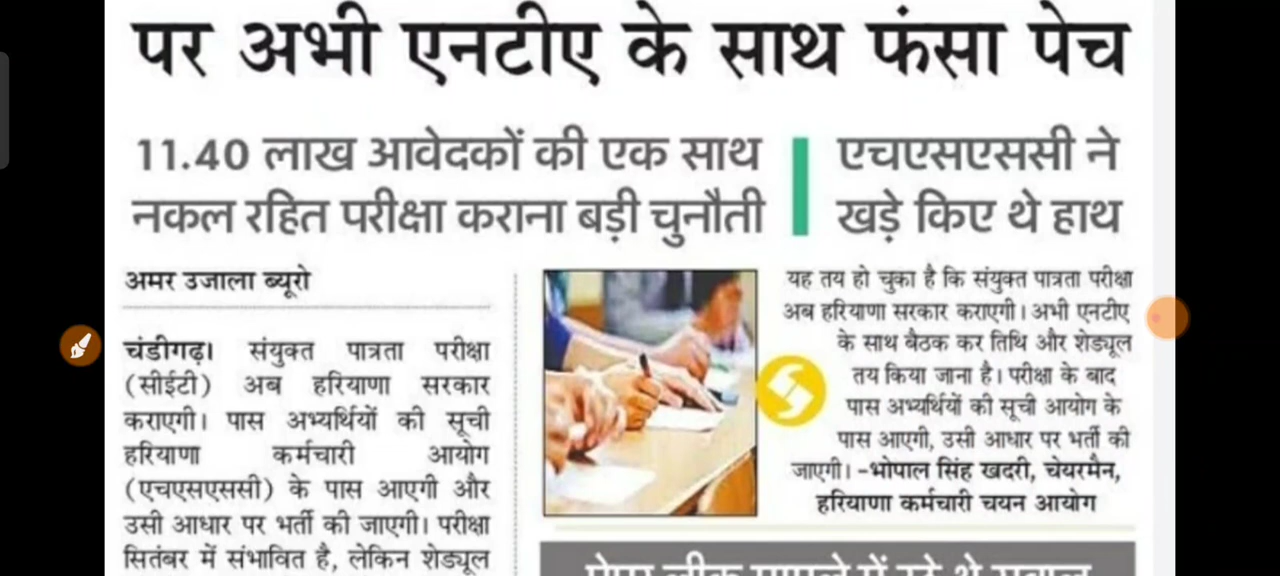 पर अभी एनटीए के साथ फंसा पेच
11.40 लाख आवेदकों की एक साथ
नकल रहित परीक्षा कराना बड़ी चुनौती
एचएसएससी ने
खड़े किए थे हाथ
अमर उजाला ब्यूरो
चंडीगढ़। संयुक्त पात्रता परीक्षा
(सीईटी) अब हरियाणा सरकार
कराएगी। पास अभ्यर्थियों की सूची
हरियाणा कर्मचारी आयोग
(एचएसएससी) के पास आएगी और
उसी आधार पर भर्ती की जाएगी। परीक्षा
सितंबर में संभावित है, लेकिन शेड्यूल
यह तय हो चुका है कि संयुक्त पात्रता परीक्षा
अब हरियाणा सरकार कराएगी। अभी एनटीए
के साथ बैठक कर तिथि और शेड्यूल
तय किया जाना है। परीक्षा के बाद
पास अभ्यर्थियों की सूची आयोग के
पास आएगी, उसी आधार पर भर्ती की
जाएगी। -भोपाल सिंह खदरी, चेयरमैन,
हरियाणा कर्मचारी चयन आयोग